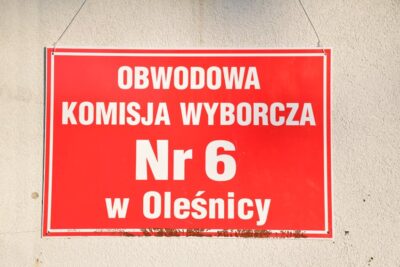 OBWODOWA
KOMISJA WYBORCZA
Nr 6
w Oleśnicy